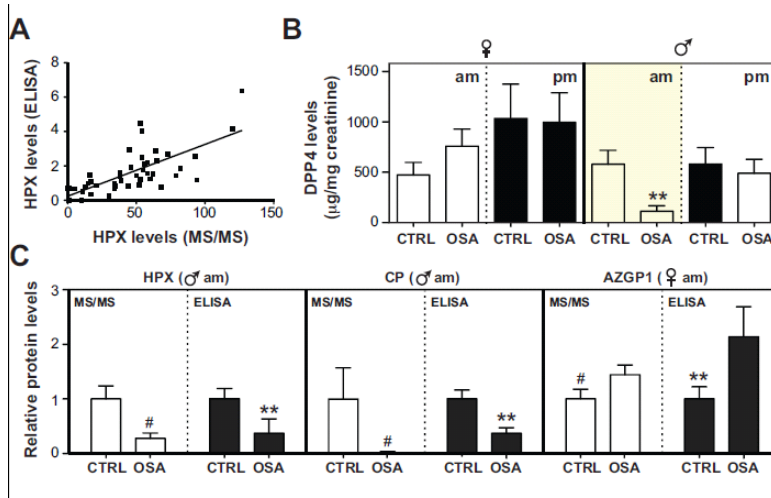 A
HPX levels (ELISA)
8
6
4
2
0
0 50 100 150
HPX levels (MS/MS)
B
♀ ♂
DPP4 levels
(µg/mg creatinine)
1500
1000
500
0
am pm am pm
**
CTRL OSA CTRL OSA CTRL OSA CTRL OSA
C
Relative protein levels
3
2
1
0
HPX (♂ am) CP (♂ am) AZGP1 (♀ am)
MS/MS ELISA MS/MS ELISA MS/MS ELISA
# ** # ** # **
CTRL OSA CTRL OSA CTRL OSA CTRL OSA CTRL OSA CTRL OSA